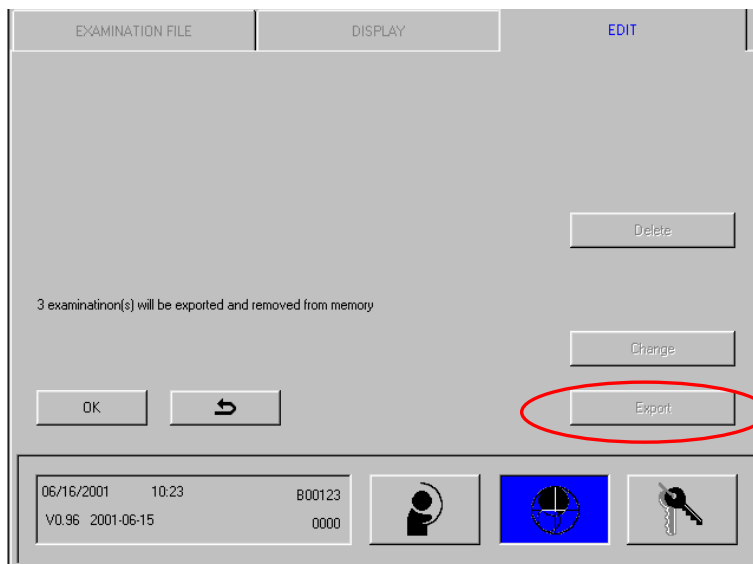 EXAMINATION FILE DISPLAY EDIT
Delete
3 examinatinon(s) will be exported and removed from memory
Change
OK Export
06/16/2001 10:23 B00123
V0.96 2001-06-15 0000